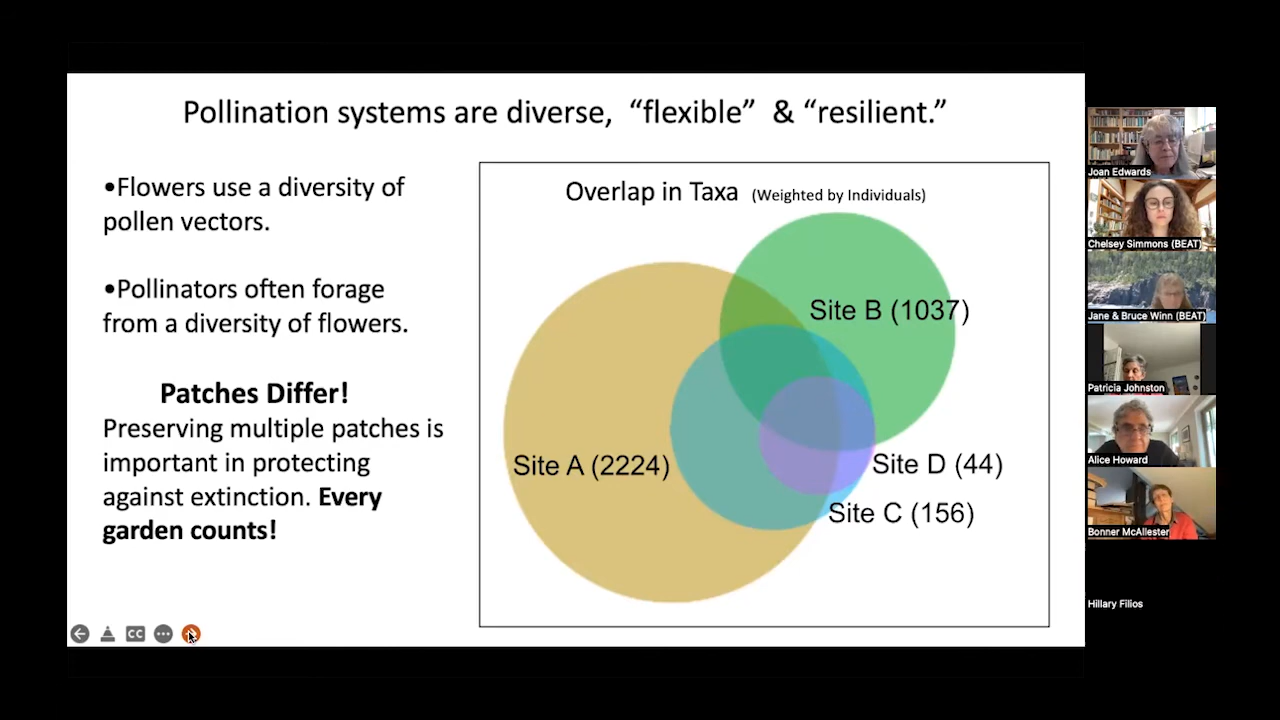 Pollination systems are diverse, “flexible” & “resilient.”
•Flowers use a diversity of
pollen vectors.
•Pollinators often forage
from a diversity of flowers.
Patches Differ!
Preserving multiple patches is
important in protecting
against extinction. Every
garden counts!
Overlap in Taxa (Weighted by Individuals)
Site B (1037)
Site A (2224)
Site D (44)
Site C (156)
CC
Joan Edwards
Chelsey Simmons (BEAT)
Jane & Bruce Winn (BEAT)
Patricia Johnston
Alice Howard
Bonner McAllester
Hillary Filios